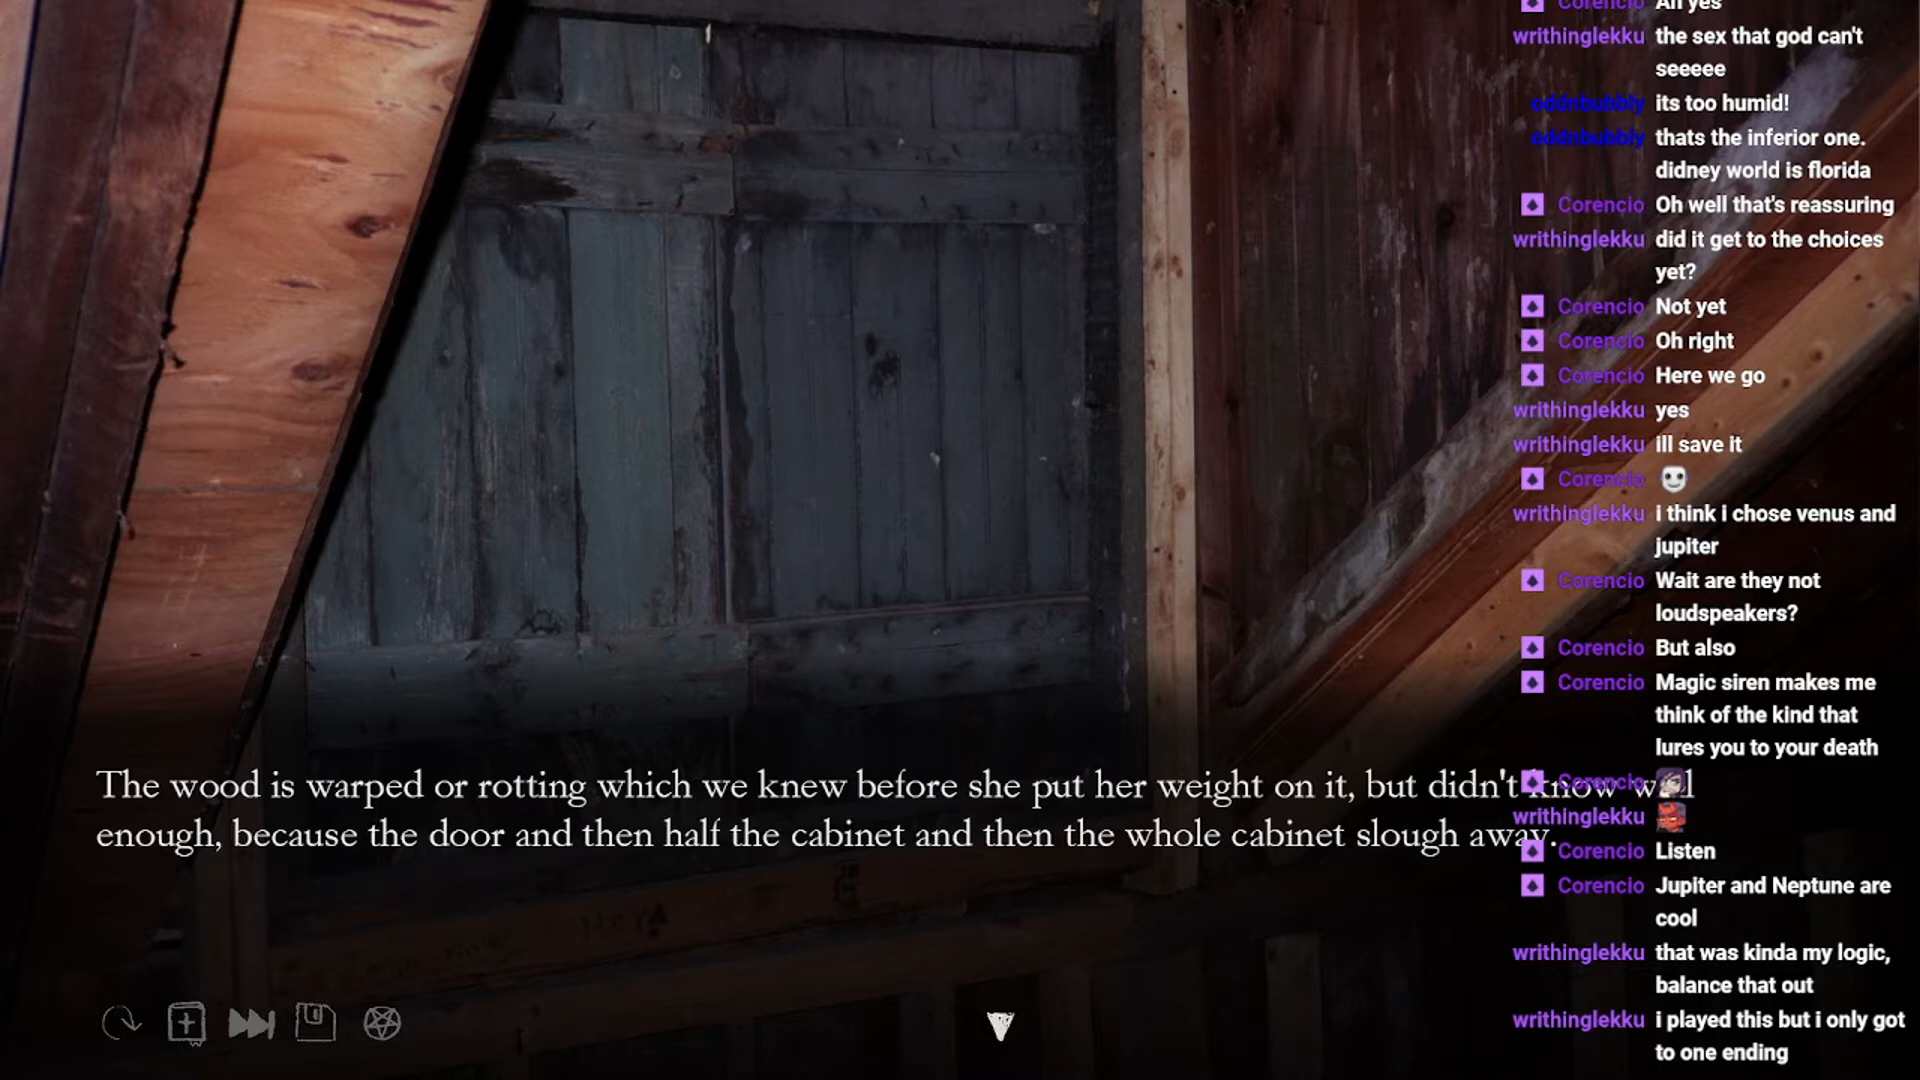 Corencio Ah yes
writhinglekku the sex that god can't
seeeee
oddnbubbly its too humid!
oddnbubbly thats the inferior one.
didney world is florida
Corencio Oh well that's reassuring
writhinglekku did it get to the choices
yet?
Corencio Not yet
Corencio Oh right
Corencio Here we go
writhinglekku yes
writhinglekku ill save it
Corencio
writhinglekku i think i chose venus and
jupiter
Corencio Wait are they not
loudspeakers?
Corencio But also
Corencio Magic siren makes me
think of the kind that
lures you to your death
Corencio
writhinglekku
Corencio Listen
Corencio Jupiter and Neptune are
cool
writhinglekku that was kinda my logic,
balance that out
writhinglekku i played this but i only got
to one ending
The wood is warped or rotting which we knew before she put her weight on it, but didn't know well
enough, because the door and then half the cabinet and then the whole cabinet slough away.